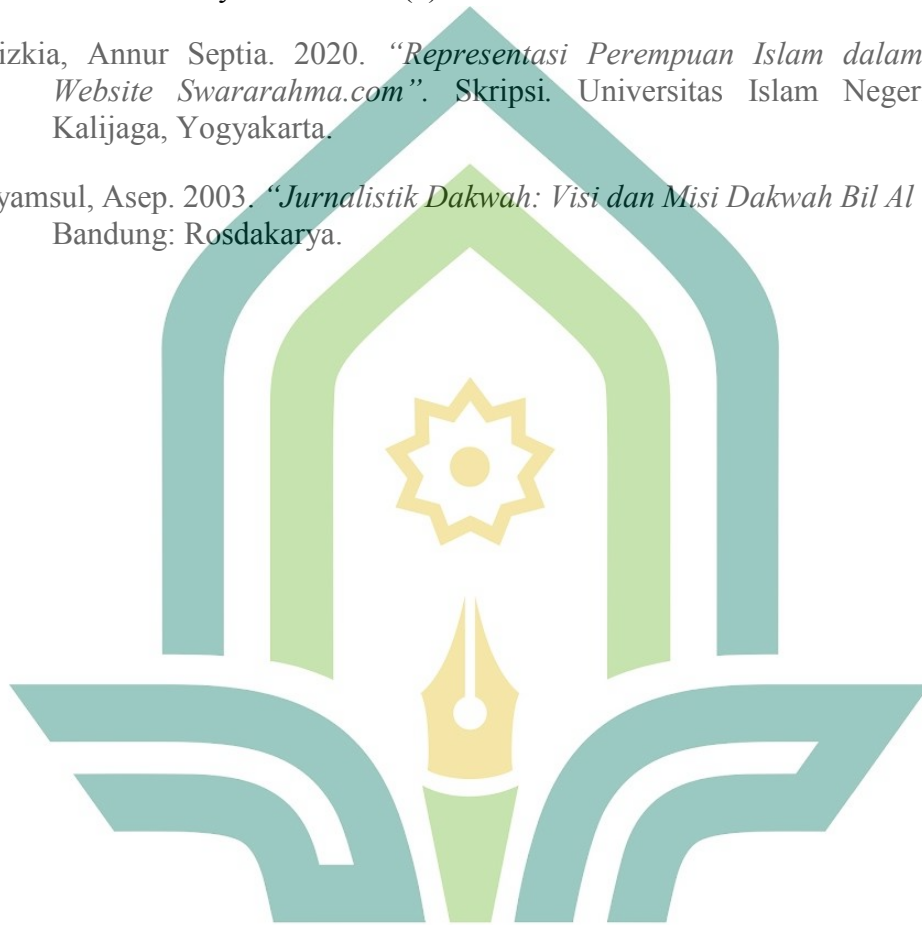 izkia, Annur Septia. 2020. “Representasi Perempuan Islam dalam
Website Swararahma.com”. Skripsi. Universitas Islam Neger
Kalijaga, Yogyakarta.
yamsul, Asep. 2003. “Jurnalistik Dakwah: Visi dan Misi Dakwah Bil Al
Bandung: Rosdakarya.